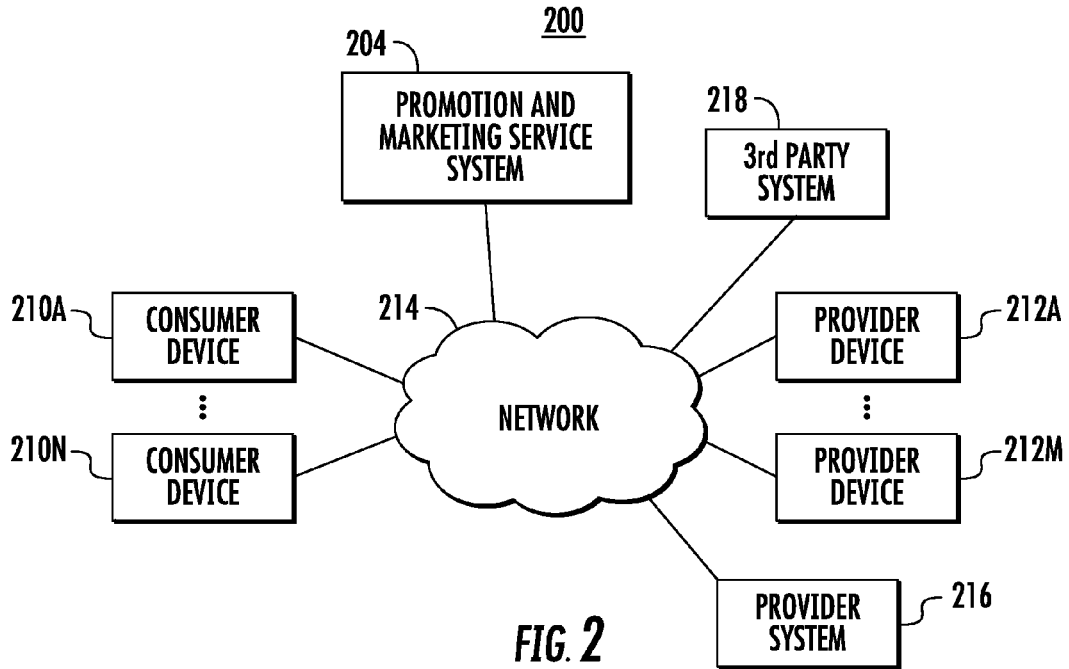 200
204
PROMOTION AND
MARKETING SERVICE
SYSTEM
218
3rd PARTY
SYSTEM
210A
CONSUMER
DEVICE
214
PROVIDER
DEVICE
212A
NETWORK
210N
CONSUMER
DEVICE
PROVIDER
DEVICE
212M
PROVIDER
SYSTEM
216
FIG. 2